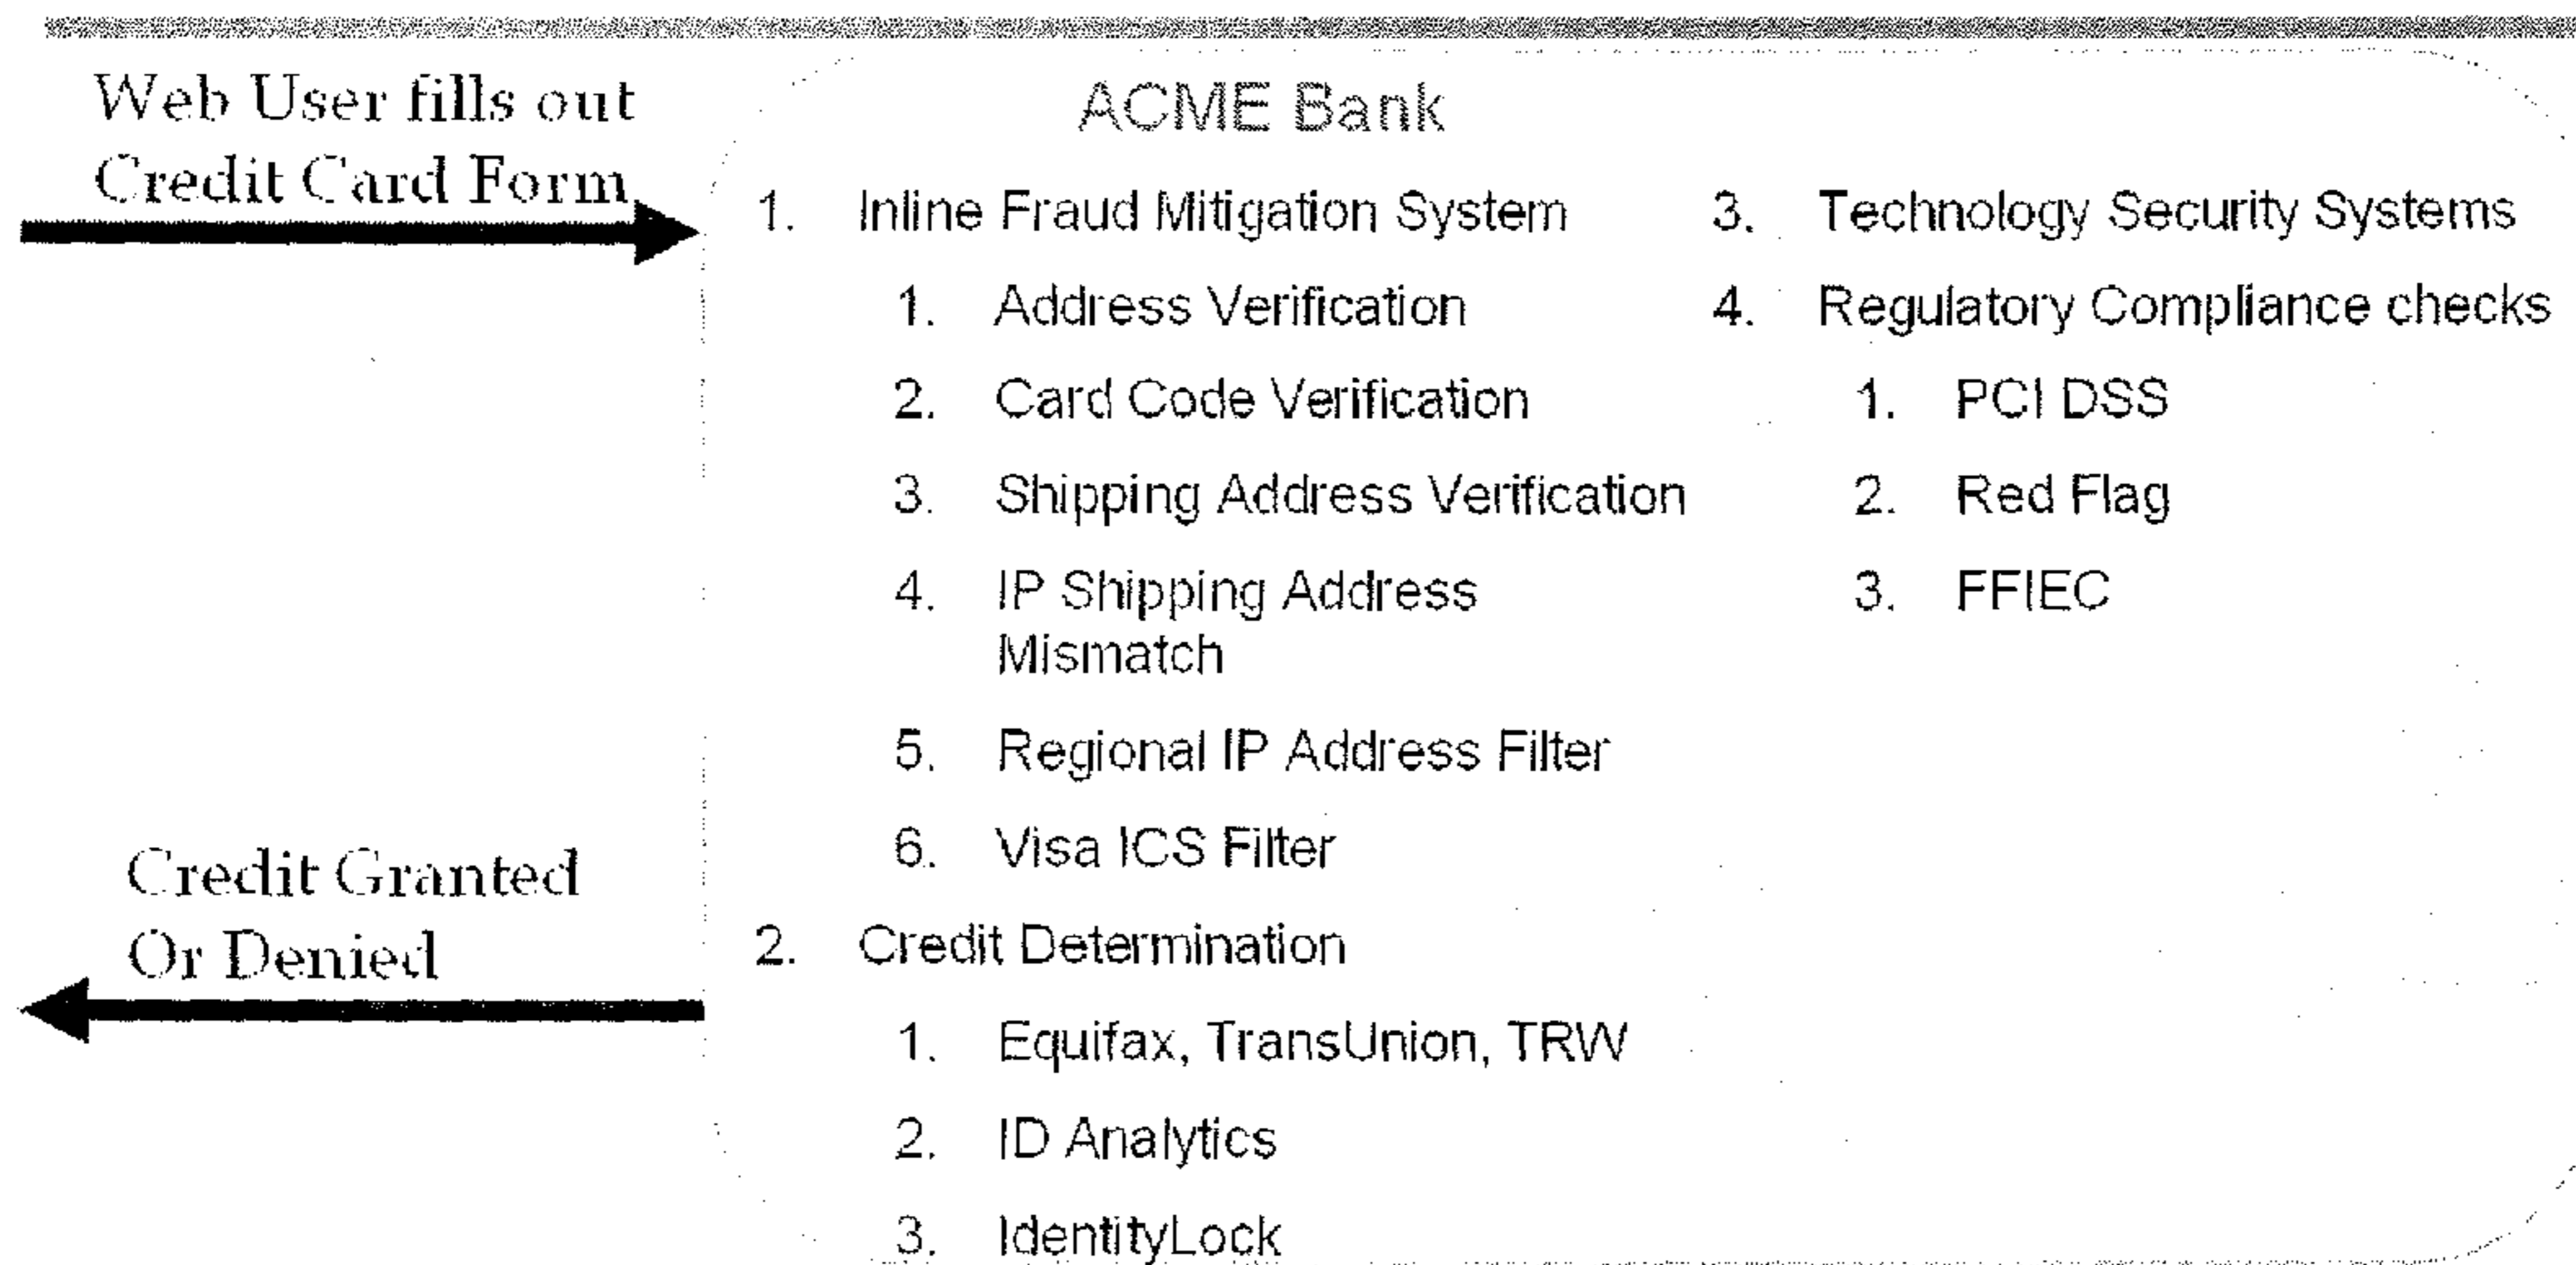 Web User fills out
Credit Card Form
Credit Granted
Or Denied
ACME Bank
1. Inline Fraud Mitigation System
1. Address Verification
2. Card Code Verification
3. Shipping Address Verification
4. IP Shipping Address
Mismatch
5. Regional IP Address Filter
6. Visa ICS Filter
2. Credit Determination
1. Equifax, TransUnion, TRW
2. ID Analytics
3. IdentityLock
3. Technology Security Systems
4. Regulatory Compliance checks
1. PCI DSS
2. Red Flag
3. FFIEC